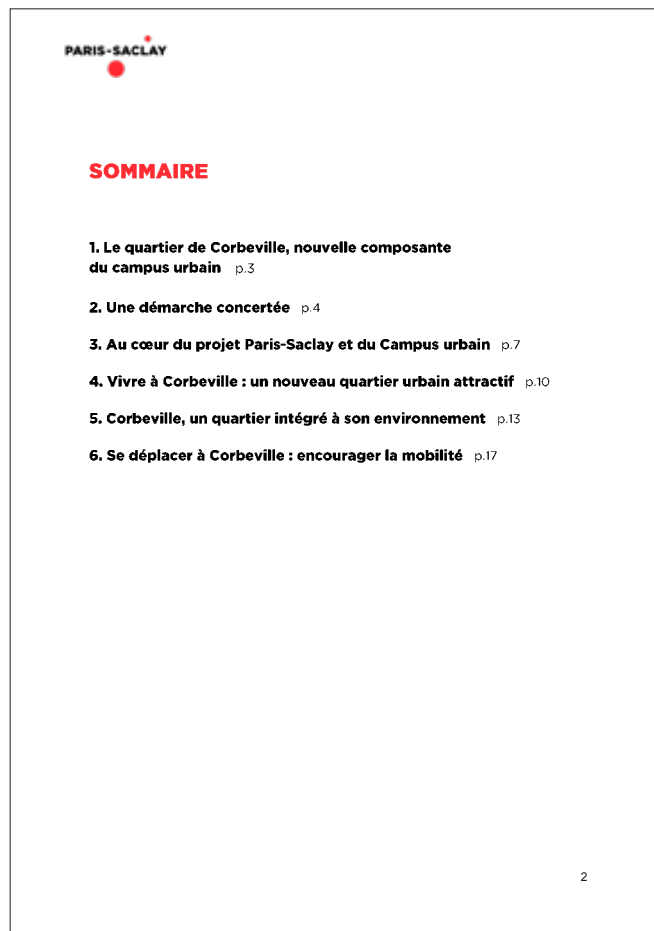 PARIS-SACLAY
SOMMAIRE
1. Le quartier de Corbeville, nouvelle composante
du campus urbain p.3
2. Une démarche concertée p.4
3. Au cœur du projet Paris-Saclay et du Campus urbain p.7
4. Vivre à Corbeville : un nouveau quartier urbain attractif p.10
5. Corbeville, un quartier intégré à son environnement p.13
6. Se déplacer à Corbeville : encourager la mobilité p.17
2